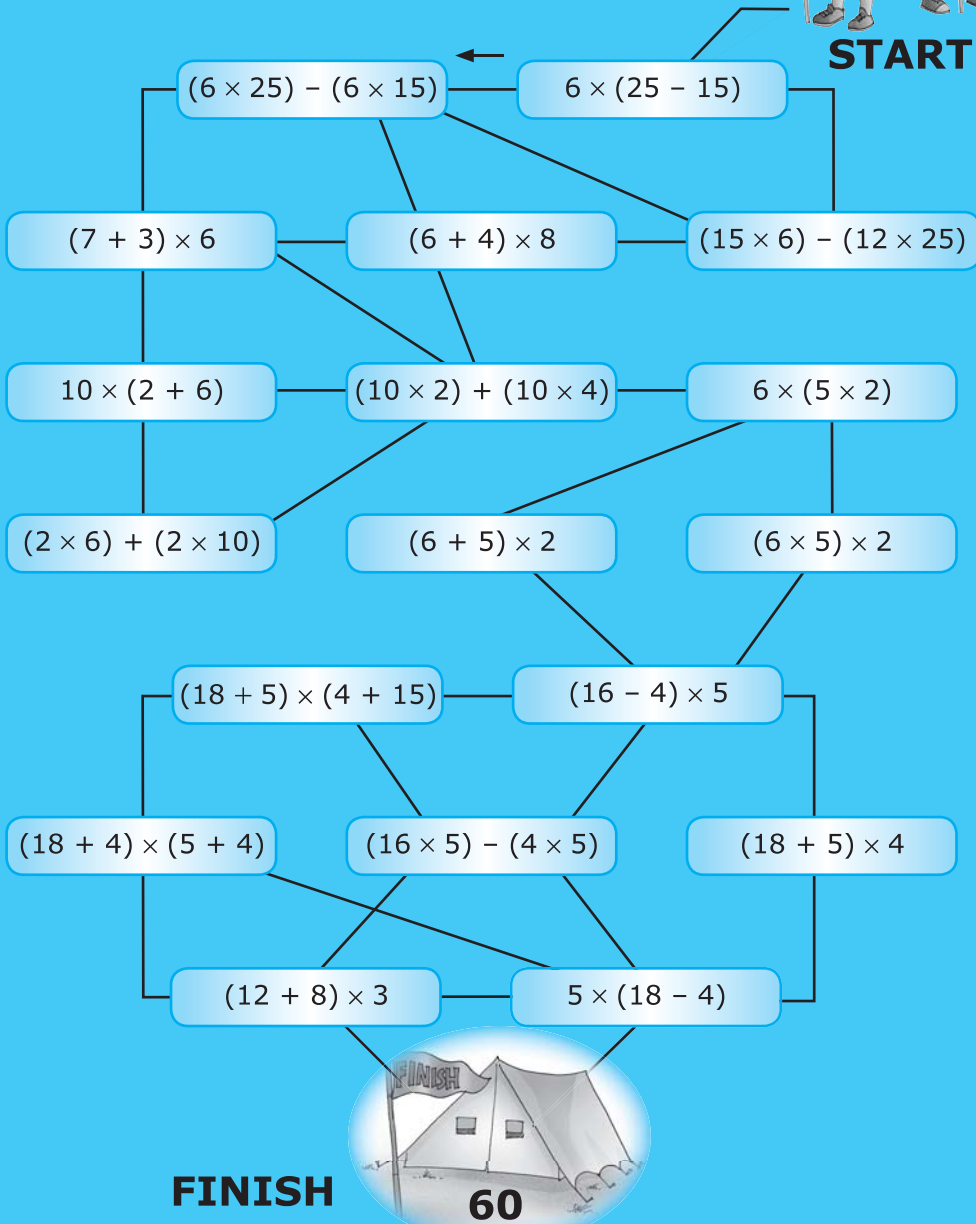 START
(6 × 25) – (6 × 15) 6 × (25 – 15)
(7 + 3) × 6 (6 + 4) × 8 (15 × 6) – (12 × 25)
10 × (2 + 6) (10 × 2) + (10 × 4) 6 × (5 × 2)
(2 × 6) + (2 × 10) (6 + 5) × 2 (6 × 5) × 2
(18 + 5) × (4 + 15) (16 – 4) × 5
(18 + 4) × (5 + 4) (16 × 5) – (4 × 5) (18 + 5) × 4
(12 + 8) × 3 5 × (18 – 4)
FINISH
FINISH
60